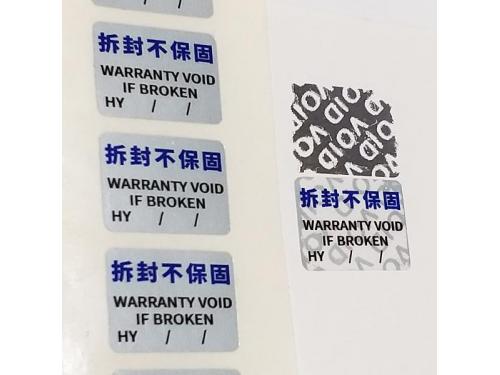 拆封不保固
WARRANTY VOID
IF BROKEN
HY / /
拆封不保固
WARRANTY VOID
IF BROKEN
HY / /
拆封不保固
WARRANTY VOID
IF BROKEN
HY / /
VOID
VOID
VOID
拆封不保固
WARRANTY VOID
IF BROKEN
HY / /